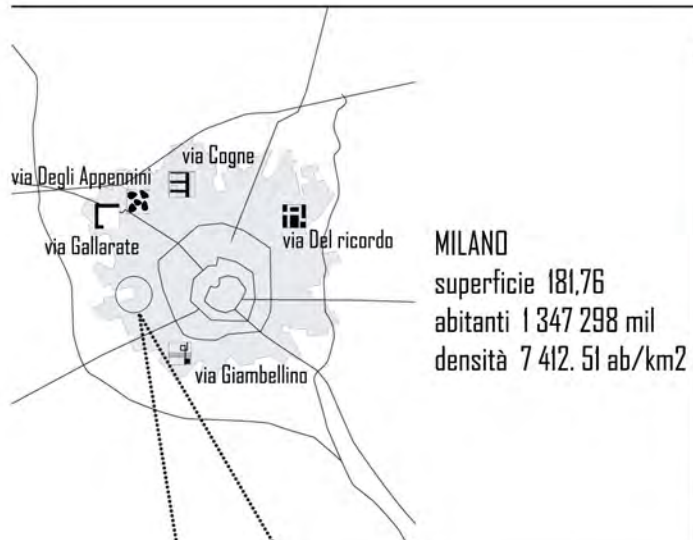 via Cogne
via Degli Appennini
via Gallarate
via Del ricordo
via Giambellino
MILANO
superficie 181,76
abitanti 1 347 298 mil
densità 7 412. 51 ab/km2